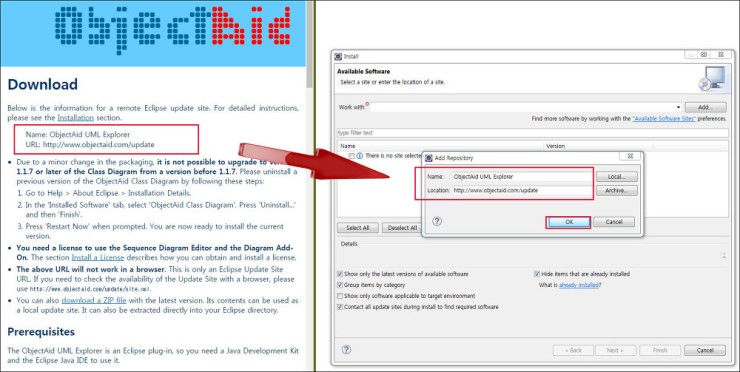 ObjectAid
Download
Below is the information for a remote Eclipse update site. For detailed instructions,
please see the Installation section.
Name: ObjectAid UML Explorer
URL: http://www.objectaid.com/update
• Due to a minor change in the packaging, it is not possible to upgrade to
1.1.7 or later of the Class Diagram from a version before 1.1.7. Please uninstall a
previous version of the ObjectAid Class Diagram by following these steps:
1. Go to Help > About Eclipse > Installation Details.
2. In the 'Installed Software' tab, select 'ObjectAid Class Diagram'. Press 'Uninstall...'
and then 'Finish'.
3. Press 'Restart Now' when prompted. You are now ready to install the current
version.
• You need a license to use the Sequence Diagram Editor and the Diagram Add-
On. The section Install a License describes how you can obtain and install a license.
• The above URL will not work in a browser. This is only an Eclipse Update Site
URL. If you need to check the availability of the Update Site with a browser, please
use http://www.objectaid.com/update/site.xml.
• You can also download a ZIP file with the latest version. Its contents can be used as
a local update site. It can also be extracted directly into your Eclipse directory.
Prerequisites
The ObjectAid UML Explorer is an Eclipse plug-in, so you need a Java Development Kit
and the Eclipse Java IDE to use it.
Install
Available Software
Select a site or enter the location of a site.
Work with:
Add...
Find more software by working with the "Available Software Sites" preferences.
type filter text
Name
Version
There is no site selected
Add Repository
Name:
ObjectAid UML Explorer
Local...
Location:
http://www.objectaid.com/update
Archive...
OK
Cancel
Select All
Deselect All
Details
Show only the latest versions of available software
Hide items that are already installed
Group items by category
What is already installed?
Show only software applicable to target environment
Contact all update sites during install to find required software
< Back
Next >
Finish
Cancel